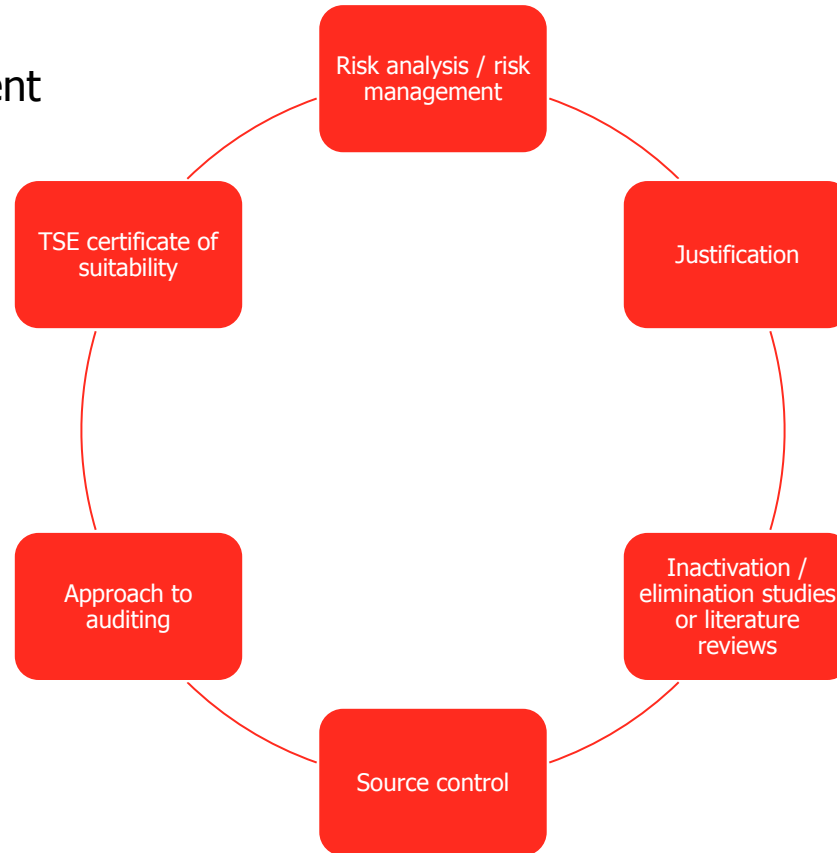 ent
Risk analysis / risk
management
TSE certificate of
suitability
Justification
Approach to
auditing
Inactivation /
elimination studies
or literature
reviews
Source control